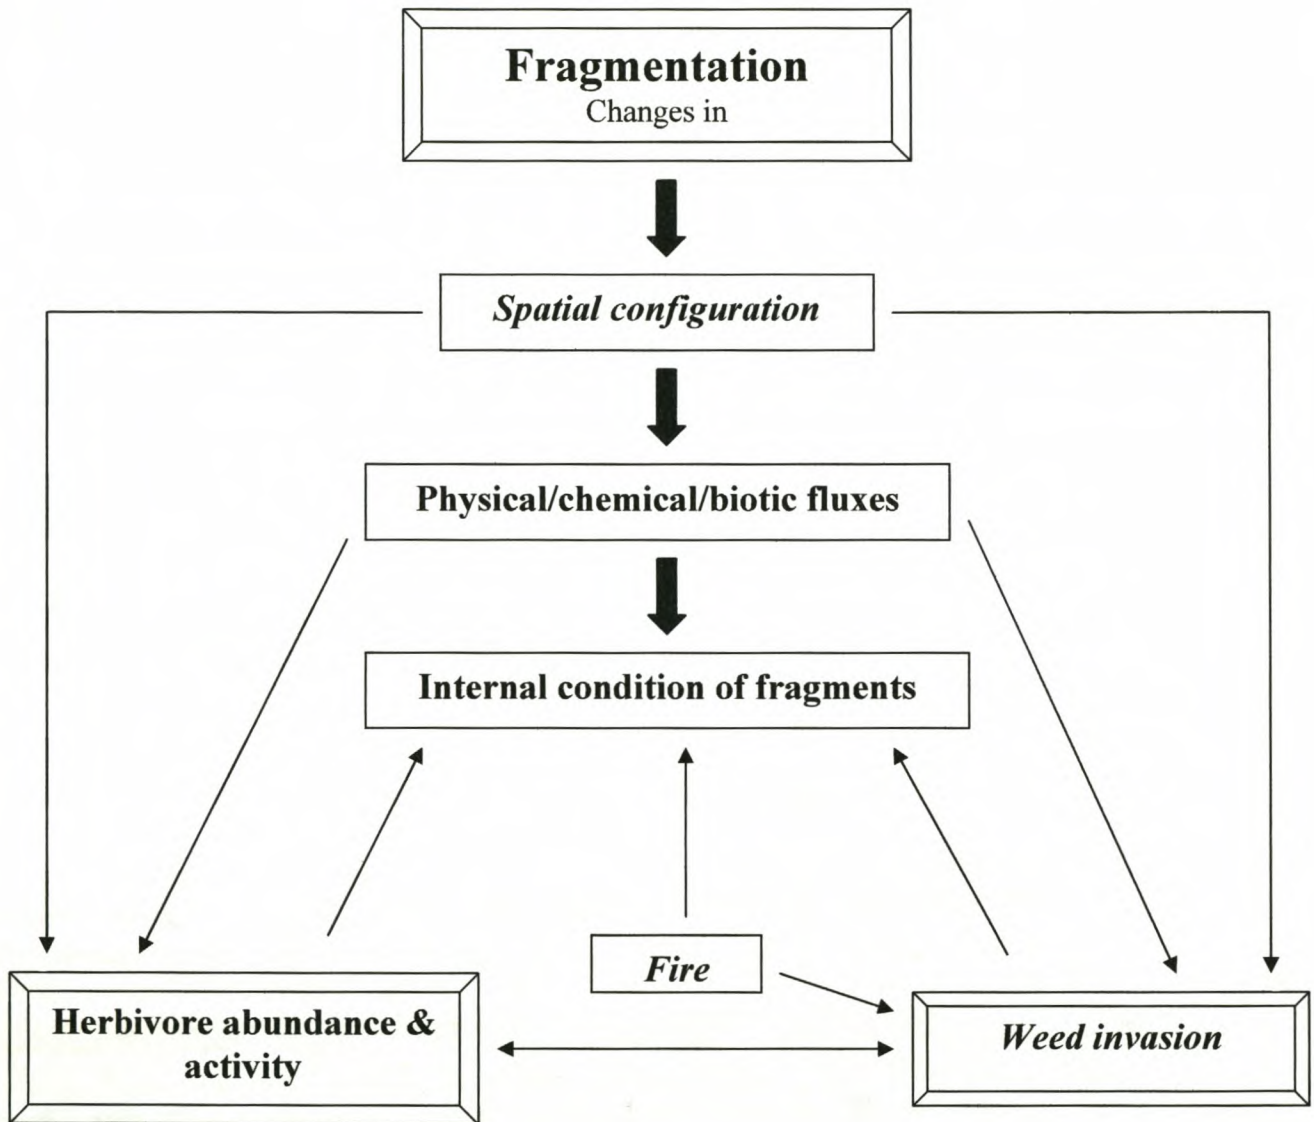 Fragmentation
Changes in
Spatial configuration
Physical/chemical/biotic fluxes
Internal condition of fragments
Fire
Herbivore abundance &
activity
Weed invasion